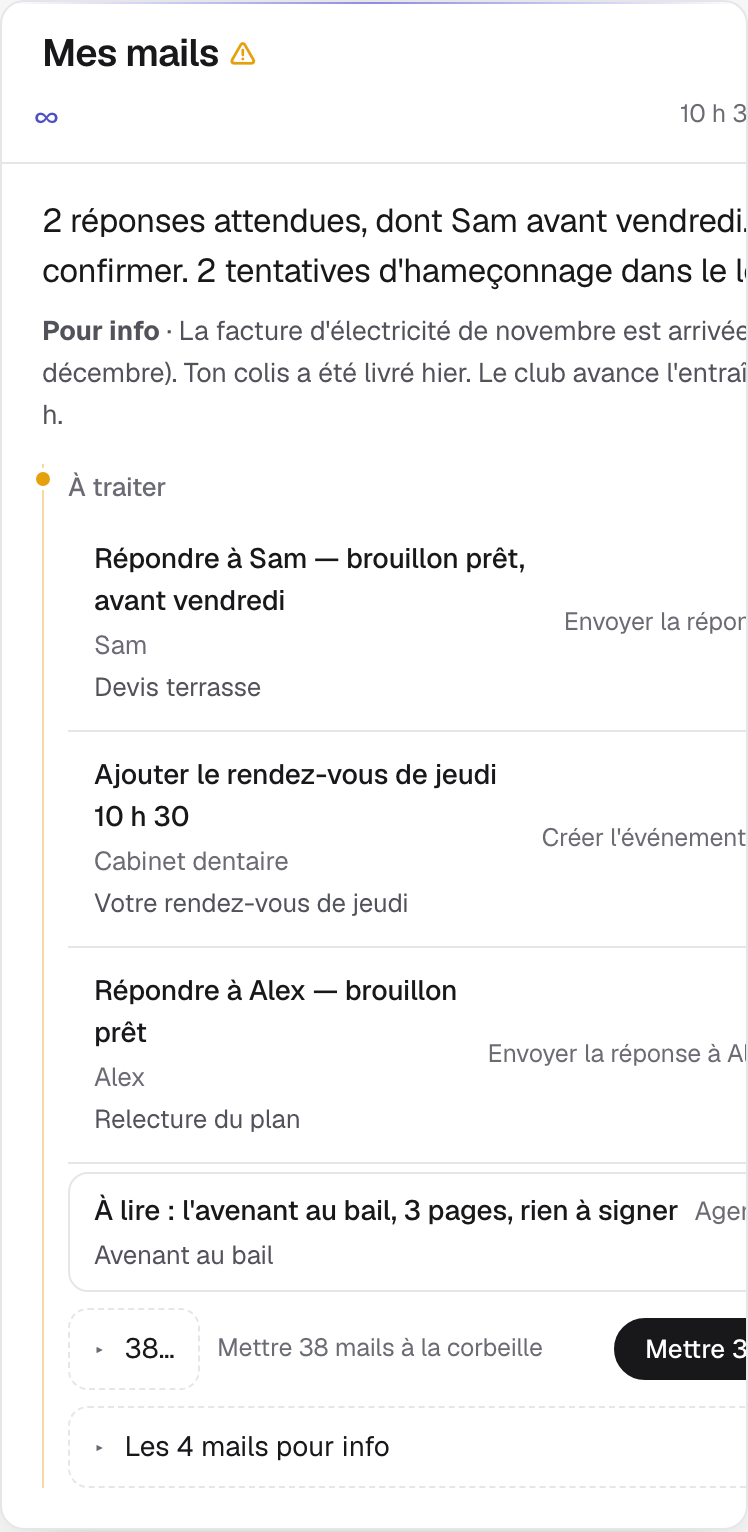 Mes mails
∞
10 h 3
2 réponses attendues, dont Sam avant vendredi.
confirmer. 2 tentatives d'hameçonnage dans le l
Pour info · La facture d'électricité de novembre est arrivée
décembre). Ton colis a été livré hier. Le club avance l'entraî
h.
À traiter
Répondre à Sam — brouillon prêt,
avant vendredi
Envoyer la répon
Sam
Devis terrasse
Ajouter le rendez-vous de jeudi
10 h 30
Créer l'événement
Cabinet dentaire
Votre rendez-vous de jeudi
Répondre à Alex — brouillon
prêt
Envoyer la réponse à Al
Alex
Relecture du plan
À lire : l'avenant au bail, 3 pages, rien à signer Agen
Avenant au bail
▸ 38… Mettre 38 mails à la corbeille Mettre 3
▸ Les 4 mails pour info